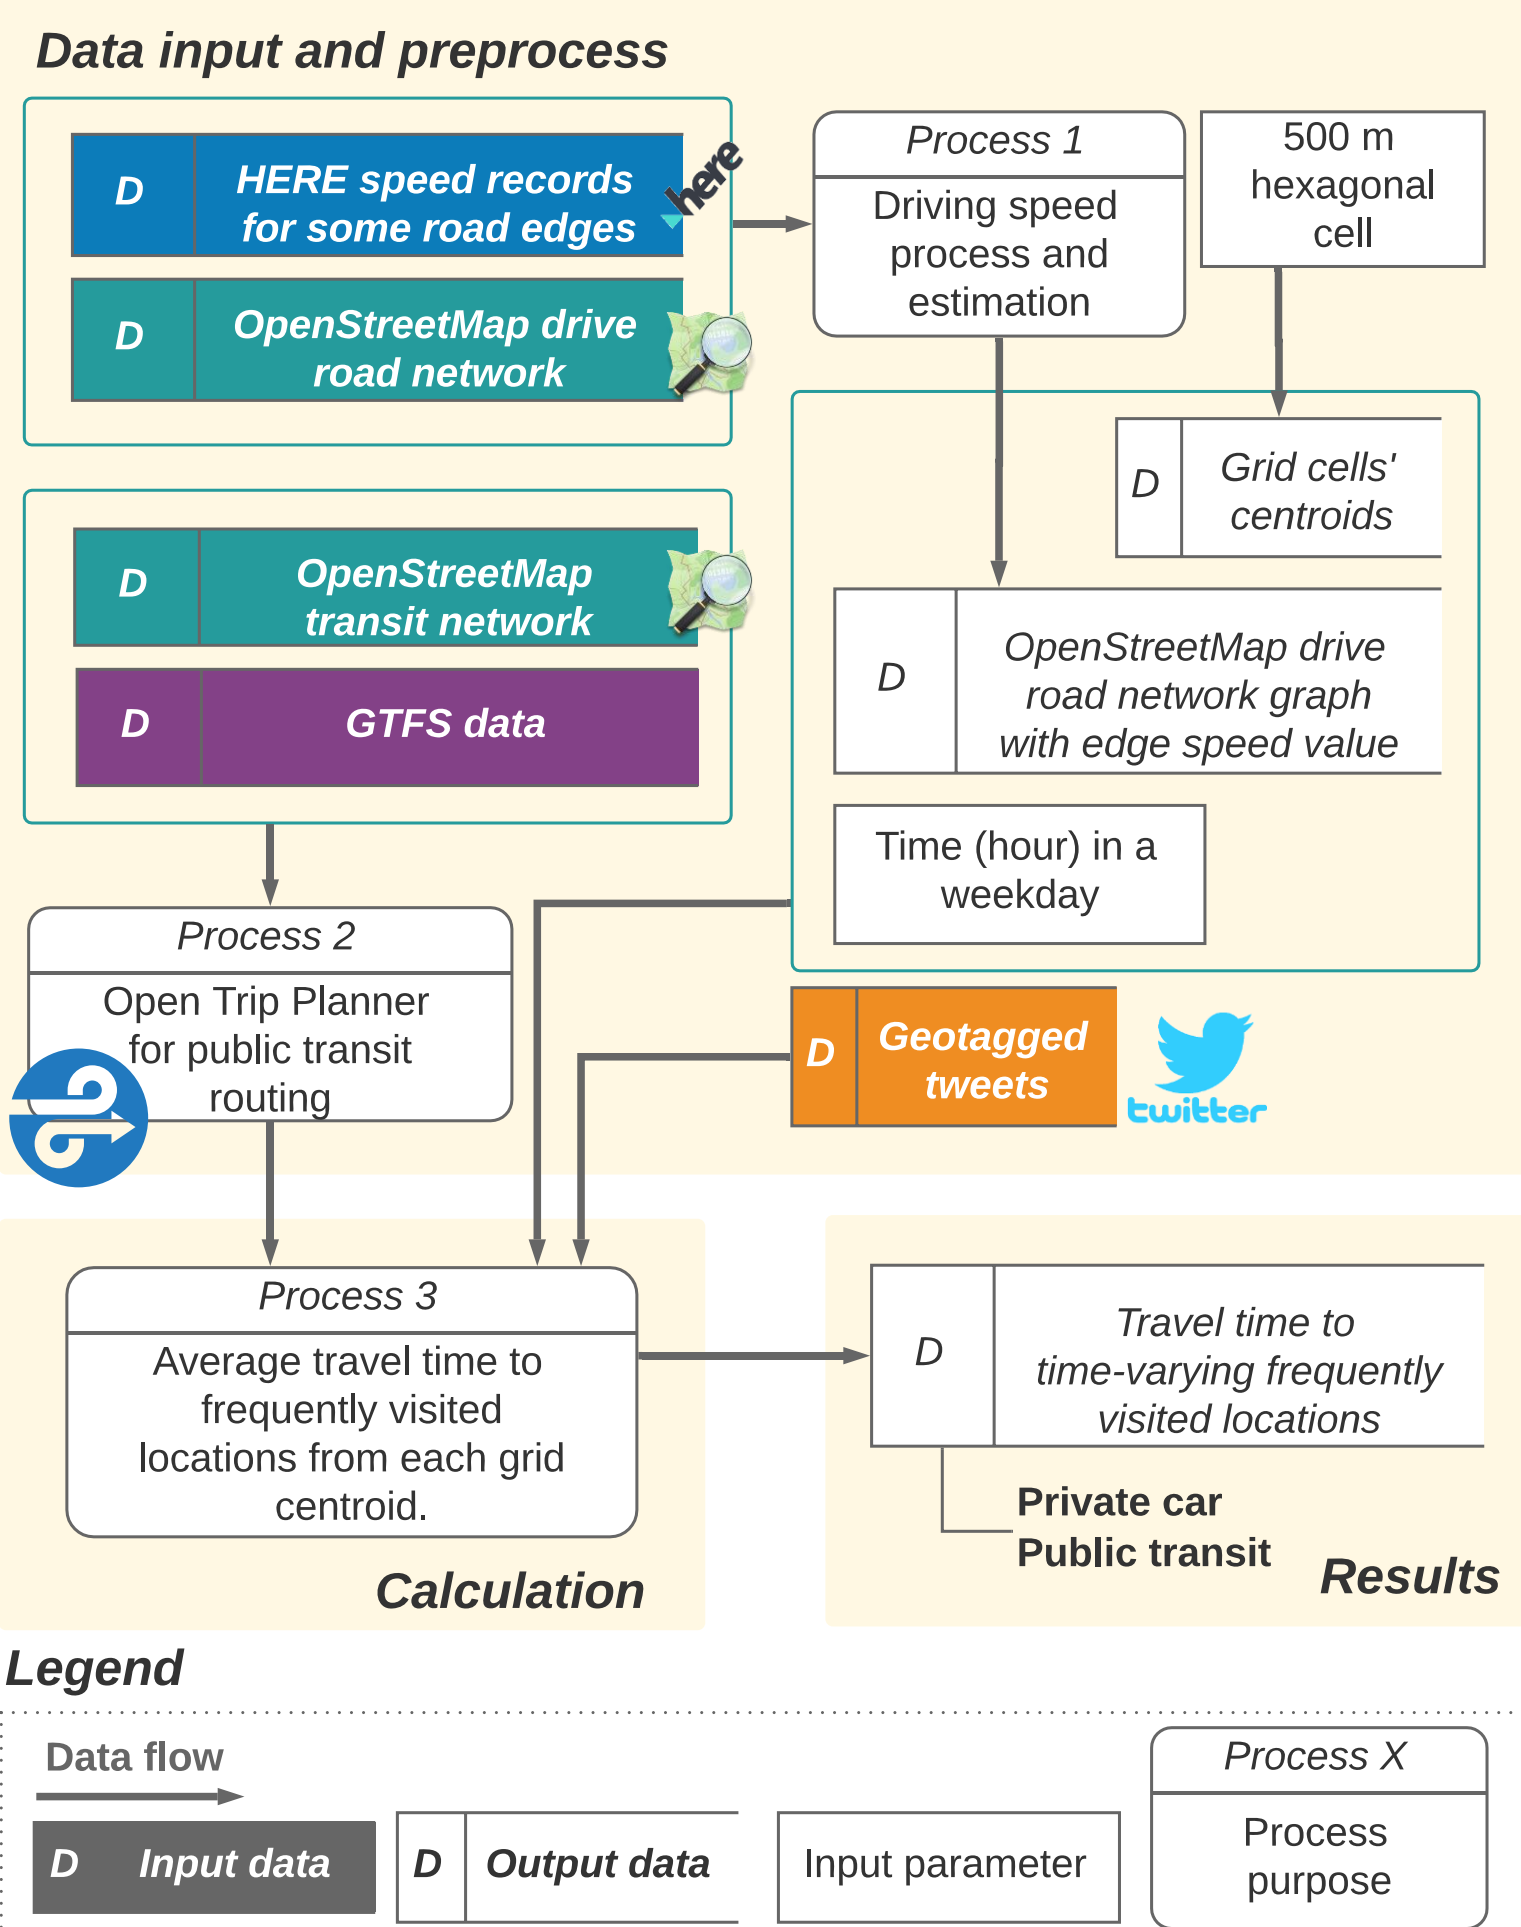 Data input and preprocess
D
HERE speed records
for some road edges
here
D
OpenStreetMap drive
road network
Process 1
Driving speed
process and
estimation
500 m
hexagonal
cell
D
Grid cells'
centroids
D
OpenStreetMap
transit network
D
GTFS data
D
OpenStreetMap drive
road network graph
with edge speed value
Time (hour) in a
weekday
Process 2
Open Trip Planner
for public transit
routing
D
Geotagged
tweets
twitter
Process 3
Average travel time to
frequently visited
locations from each grid
centroid.
Calculation
D
Travel time to
time-varying frequently
visited locations
Private car
Public transit
Results
Legend
Data flow
D Input data
D Output data
Input parameter
Process X
Process
purpose